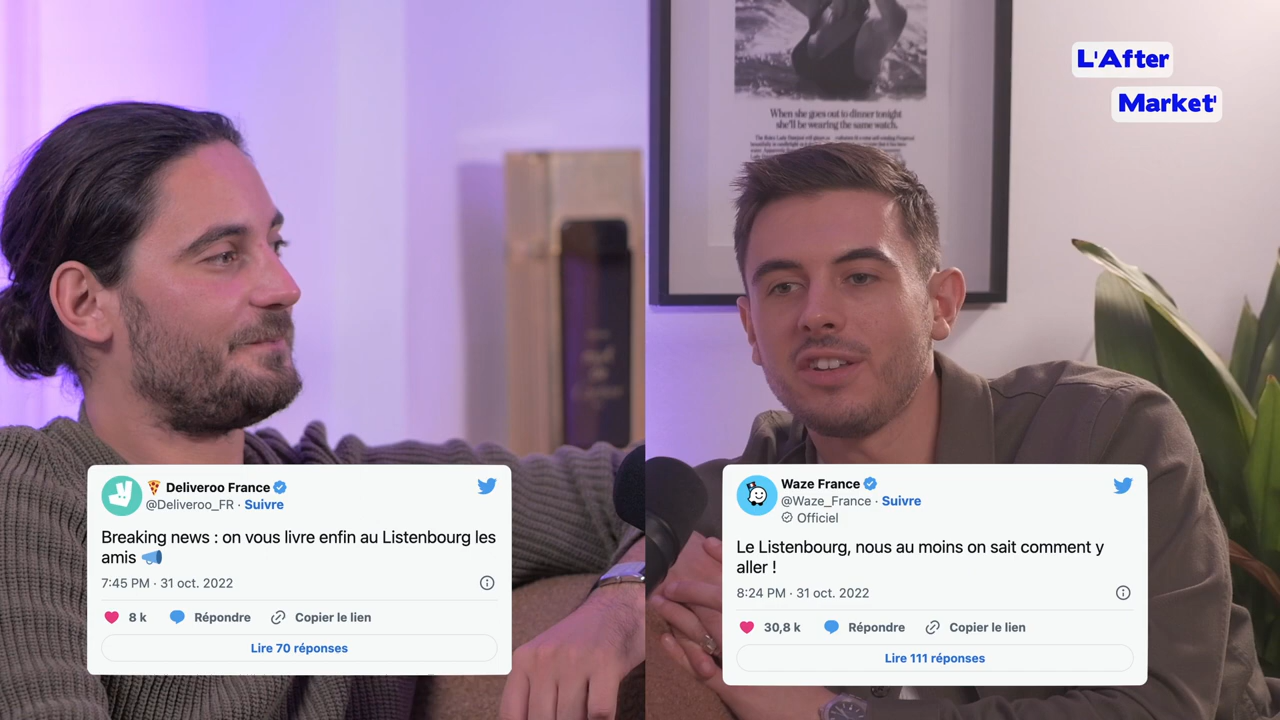 L'After
Market'
When she goes out to dinner tonight
she'll be wearing the same watch.
Deliveroo France
@Deliveroo_FR · Suivre
Breaking news : on vous livre enfin au Listenbourg les
amis
7:45 PM · 31 oct. 2022
8 k Répondre Copier le lien
Lire 70 réponses
Waze France
@Waze_France · Suivre
Officiel
Le Listenbourg, nous au moins on sait comment y
aller !
8:24 PM · 31 oct. 2022
30,8 k Répondre Copier le lien
Lire 111 réponses